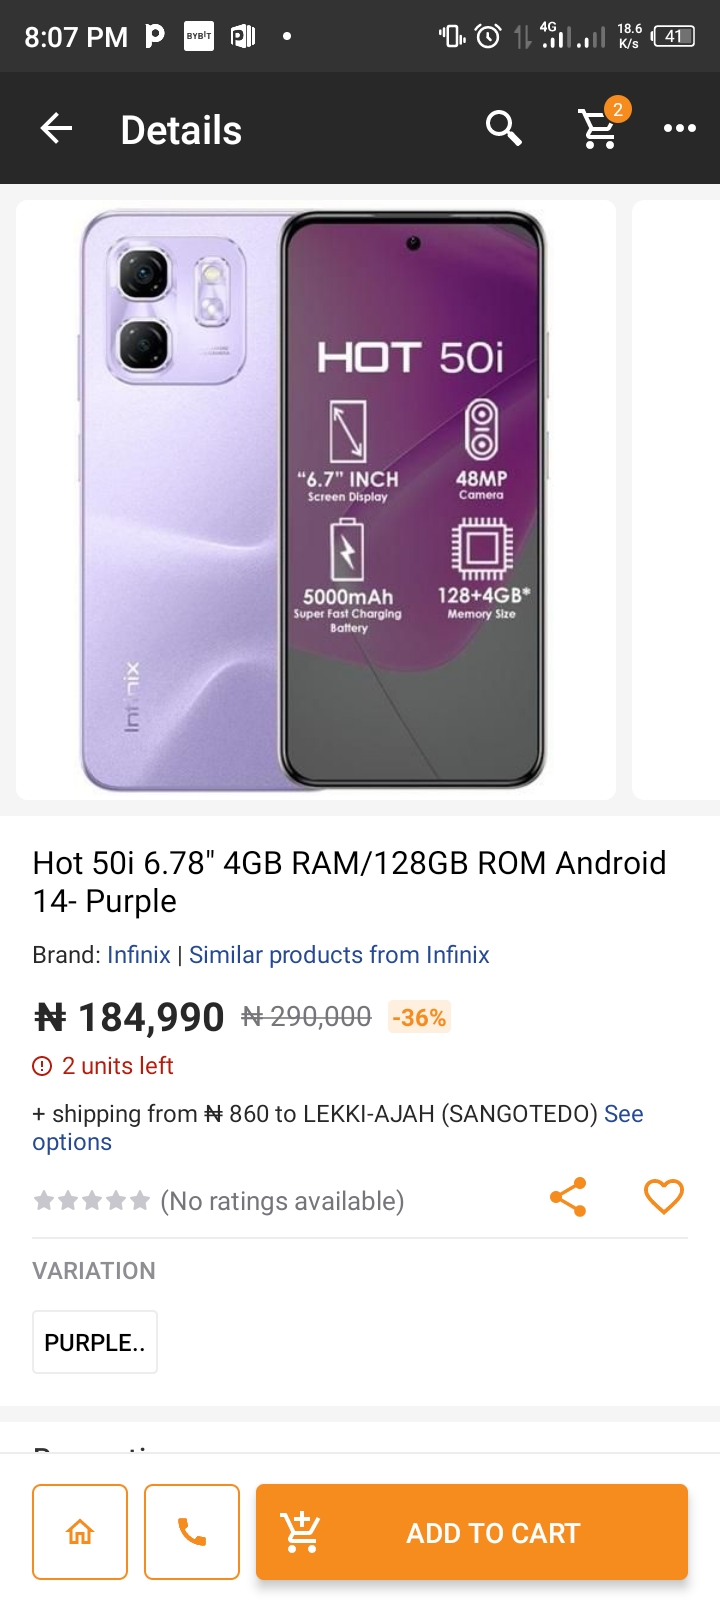 8:07 PM BYBIT 4G 18.6 K/s 41
Details 2
HOT 50i
“6.7” INCH
Screen Display
48MP
Camera
5000mAh
Super Fast Charging
Battery
128+4GB*
Memory Size
Infinix
Hot 50i 6.78" 4GB RAM/128GB ROM Android
14- Purple
Brand: Infinix | Similar products from Infinix
₦ 184,990 ₦ 290,000 -36%
2 units left
+ shipping from ₦ 860 to LEKKI-AJAH (SANGOTEDO) See
options
(No ratings available)
VARIATION
PURPLE..
ADD TO CART